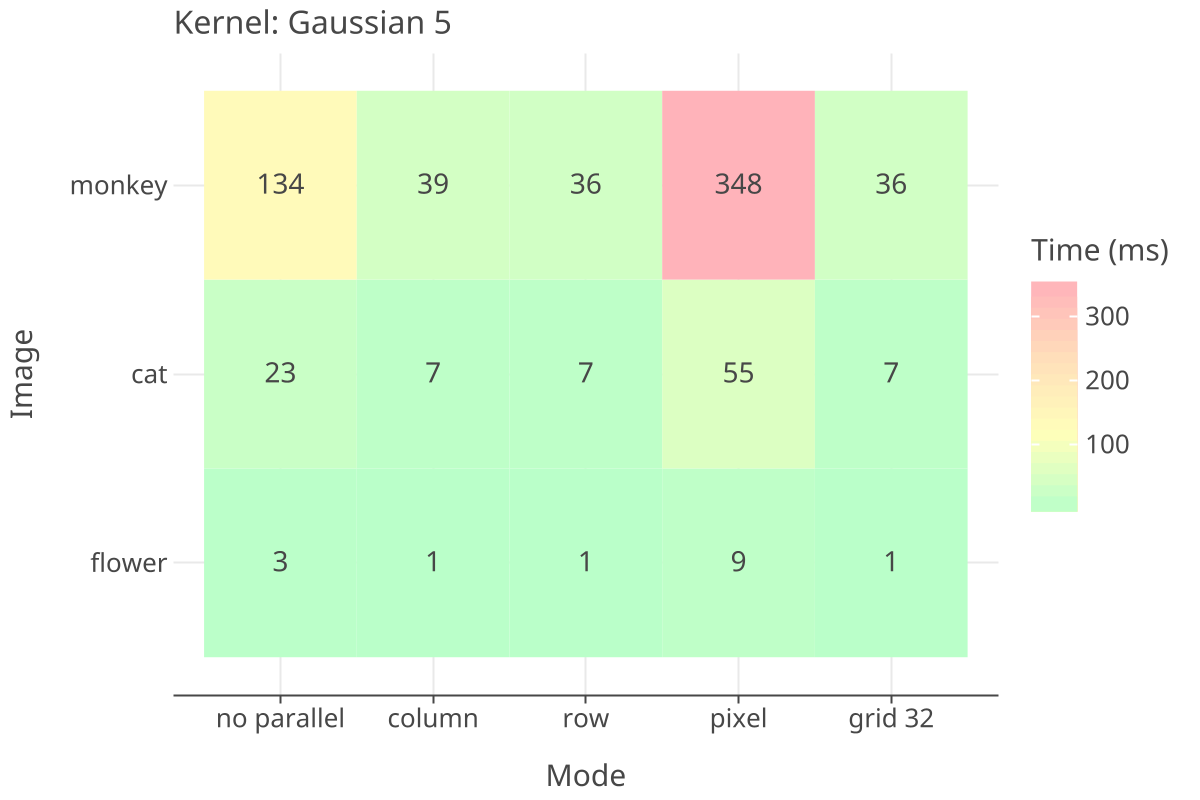 Kernel: Gaussian 5
monkey 134 39 36 348 36
cat 23 7 7 55 7
flower 3 1 1 9 1
no parallel column row pixel grid 32
Mode
Image
Time (ms)
300
200
100